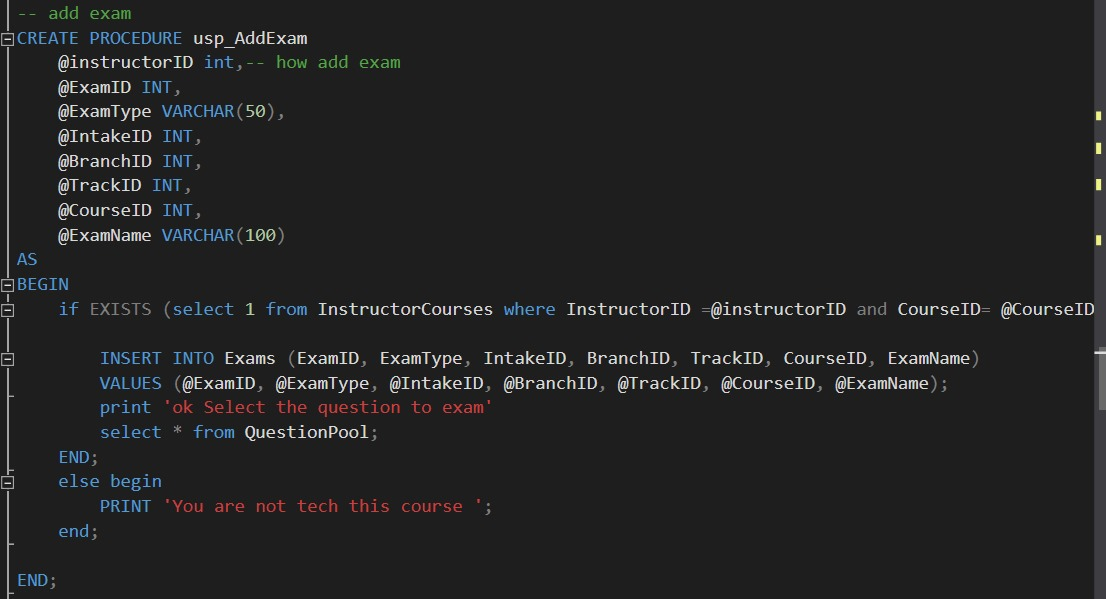 -- add exam
CREATE PROCEDURE usp_AddExam
@instructorID int,-- how add exam
@ExamID INT,
@ExamType VARCHAR(50),
@IntakeID INT,
@BranchID INT,
@TrackID INT,
@CourseID INT,
@ExamName VARCHAR(100)
AS
BEGIN
if EXISTS (select 1 from InstructorCourses where InstructorID =@instructorID and CourseID= @CourseID
INSERT INTO Exams (ExamID, ExamType, IntakeID, BranchID, TrackID, CourseID, ExamName)
VALUES (@ExamID, @ExamType, @IntakeID, @BranchID, @TrackID, @CourseID, @ExamName);
print 'ok Select the question to exam'
select * from QuestionPool;
END;
else begin
PRINT 'You are not tech this course ';
end;
END;